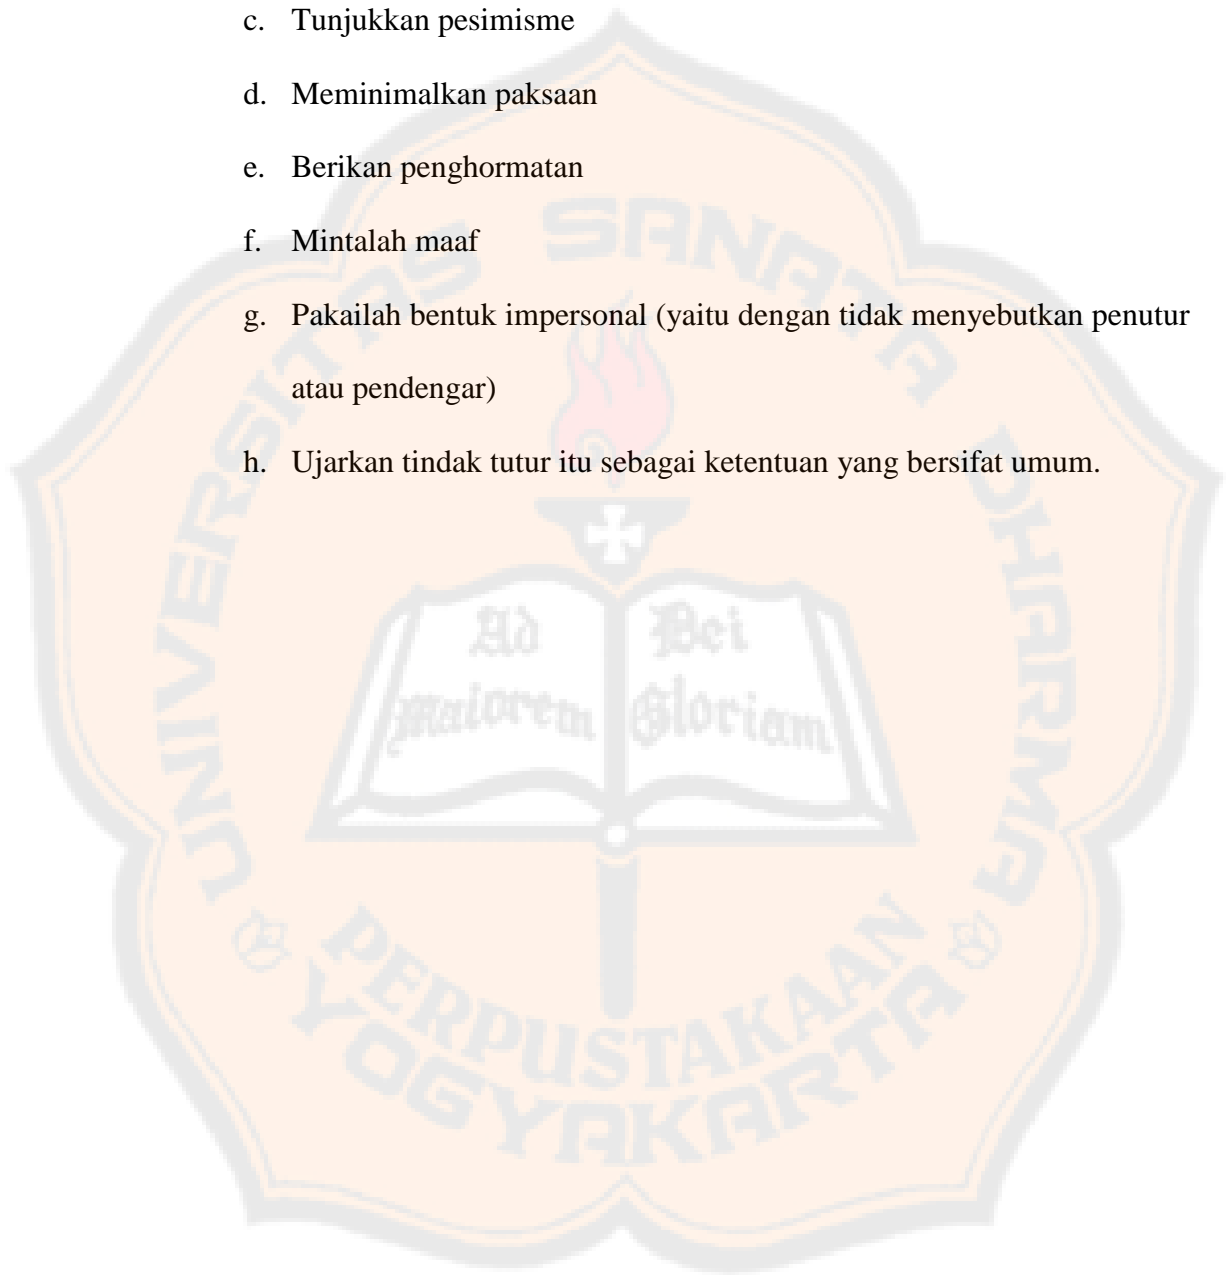 c. Tunjukkan pesimisme
d. Meminimalkan paksaan
e. Berikan penghormatan
f. Mintalah maaf
g. Pakailah bentuk impersonal (yaitu dengan tidak menyebutkan penutur
atau pendengar)
h. Ujarkan tindak tutur itu sebagai ketentuan yang bersifat umum.
UNIVERSITAS SANATA DHARMA
Ad Maiorem
Dei Gloriam
PERPUSTAKAAN
YOGYAKARTA